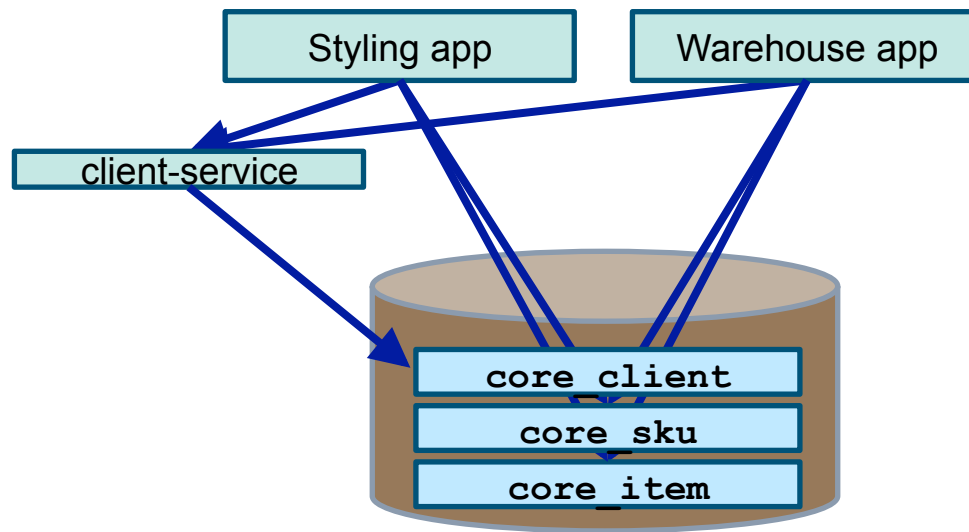 Styling app
Warehouse app
client-service
core_client
core_sku
core_item